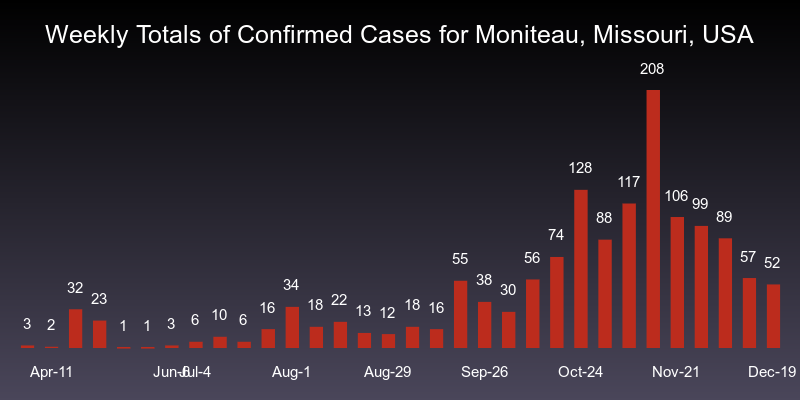 Weekly Totals of Confirmed Cases for Moniteau, Missouri, USA
3 2 32 23 1 1 3 6 10 6 16 34 18 22 13 12 18 16 55 38 30 56 74 128 88 117 208 106 99 89 57 52
Apr-11 Jun-6 Jul-4 Aug-1 Aug-29 Sep-26 Oct-24 Nov-21 Dec-19